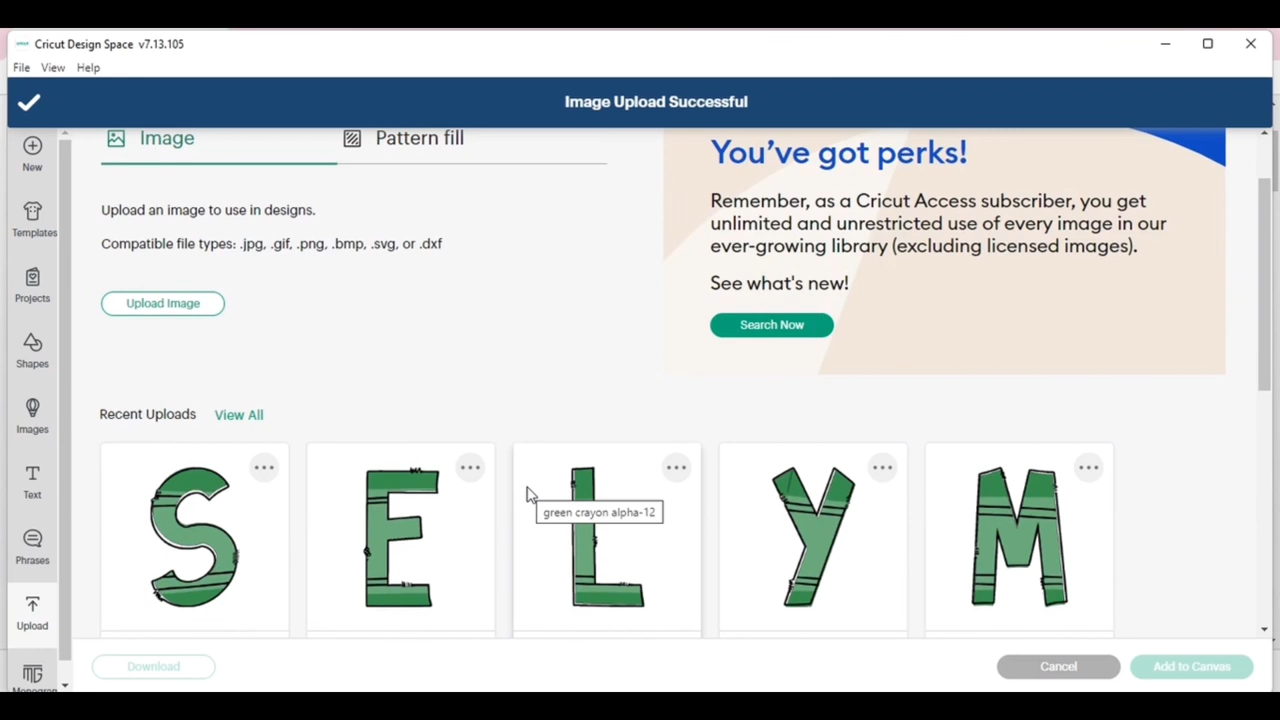 Cricut Design Space v7.13.105
File View Help
Image Upload Successful
New
Templates
Projects
Shapes
Images
Text
Phrases
Upload
Image
Pattern fill
Upload an image to use in designs.
Compatible file types: .jpg, .gif, .png, .bmp, .svg, or .dxf
Upload Image
You've got perks!
Remember, as a Cricut Access subscriber, you get
unlimited and unrestricted use of every image in our
ever-growing library (excluding licensed images).
See what's new!
Search Now
Recent Uploads View All
S E L Y M
green crayon alpha-12
Download
Cancel
Add to Canvas